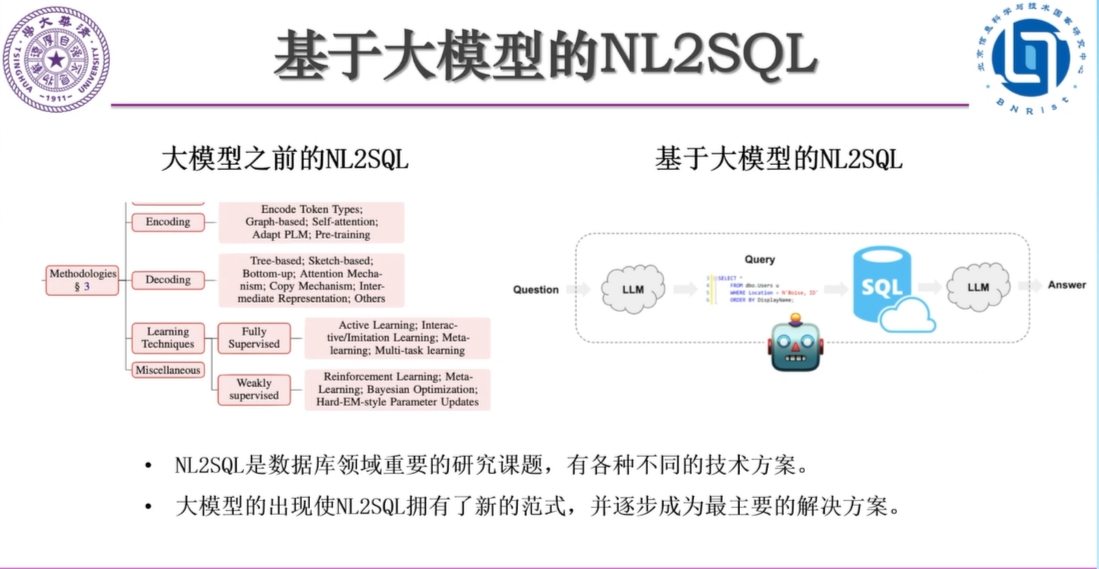 基于大模型的NL2SQL
清华大学
TSINGHUA UNIVERSITY
-1911-
北京信息科学与技术国家研究中心
BNRist
大模型之前的NL2SQL
Methodologies
§ 3
Encoding
Encode Token Types;
Graph-based; Self-attention;
Adapt PLM; Pre-training
Decoding
Tree-based; Sketch-based;
Bottom-up; Attention Mecha-
nism; Copy Mechanism; Inter-
mediate Representation; Others
Learning
Techniques
Fully
Supervised
Active Learning; Interac-
tive/Imitation Learning; Meta-
learning; Multi-task learning
Weakly
supervised
Reinforcement Learning; Meta-
Learning; Bayesian Optimization;
Hard-EM-style Parameter Updates
Miscellaneous
基于大模型的NL2SQL
Question
LLM
Query
SELECT *
FROM dbo.Users u
WHERE Location = N'Boise, ID'
ORDER BY DisplayName;
SQL
LLM
Answer
• NL2SQL是数据库领域重要的研究课题，有各种不同的技术方案。
• 大模型的出现使NL2SQL拥有了新的范式，并逐步成为最主要的解决方案。